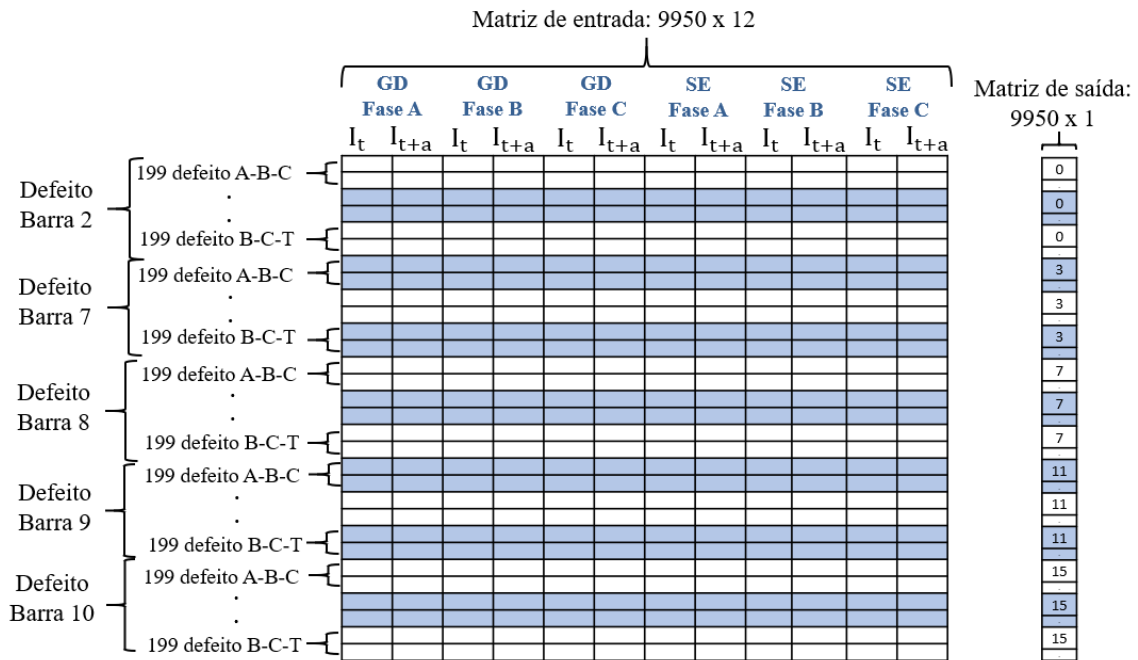 Matriz de entrada: 9950 x 12
GD GD GD SE SE SE
Fase A Fase B Fase C Fase A Fase B Fase C
Matriz de saída:
9950 x 1
It It+a It It+a It It+a It It+a It It+a It It+a
Defeito
Barra 2
199 defeito A-B-C
.
.
199 defeito B-C-T
0
.
0
.
0
.
Defeito
Barra 7
199 defeito A-B-C
.
.
199 defeito B-C-T
3
.
3
.
3
.
Defeito
Barra 8
199 defeito A-B-C
.
.
199 defeito B-C-T
7
.
7
.
7
.
Defeito
Barra 9
199 defeito A-B-C
.
.
199 defeito B-C-T
11
.
11
.
11
.
Defeito
Barra 10
199 defeito A-B-C
.
.
199 defeito B-C-T
15
.
15
.
15
.